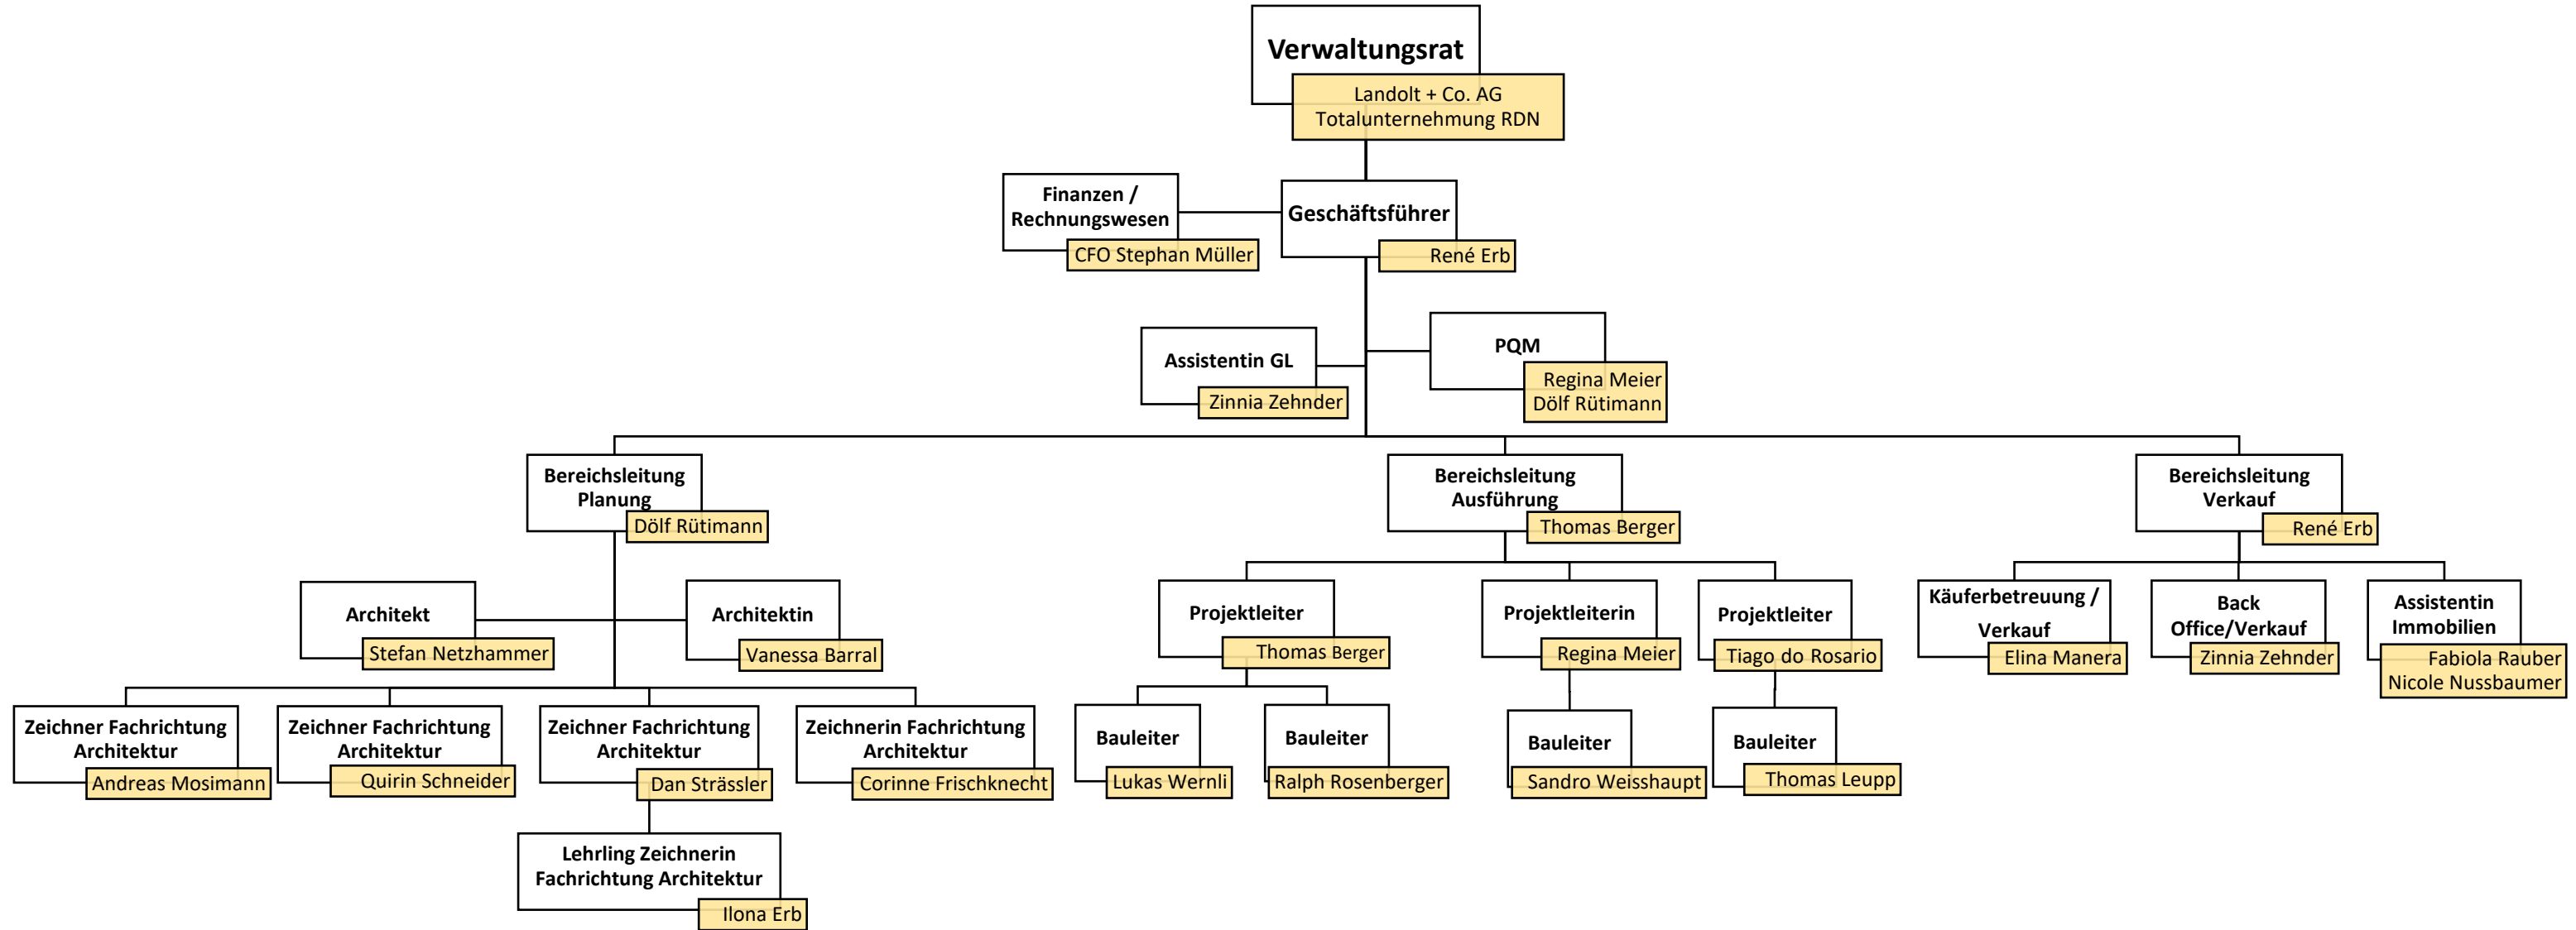 Verwaltungsrat
Landolt + Co. AG
Totalunternehmung RDN
Finanzen /
Rechnungswesen
CFO Stephan Müller
Geschäftsführer
René Erb
Assistentin GL
Zinnia Zehnder
PQM
Regina Meier
Dölf Rütimann
Bereichsleitung
Planung
Dölf Rütimann
Bereichsleitung
Ausführung
Thomas Berger
Bereichsleitung
Verkauf
René Erb
Architekt
Stefan Netzhammer
Architektin
Vanessa Barral
Projektleiter
Thomas Berger
Projektleiterin
Regina Meier
Projektleiter
Tiago do Rosario
Käuferbetreuung /
Verkauf
Elina Manera
Back
Office/Verkauf
Zinnia Zehnder
Assistentin
Immobilien
Fabiola Rauber
Nicole Nussbaumer
Zeichner Fachrichtung
Architektur
Andreas Mosimann
Zeichner Fachrichtung
Architektur
Quirin Schneider
Zeichner Fachrichtung
Architektur
Dan Strässler
Zeichnerin Fachrichtung
Architektur
Corinne Frischknecht
Bauleiter
Lukas Wernli
Bauleiter
Ralph Rosenberger
Bauleiter
Sandro Weisshaupt
Bauleiter
Thomas Leupp
Lehrling Zeichnerin
Fachrichtung Architektur
Ilona Erb